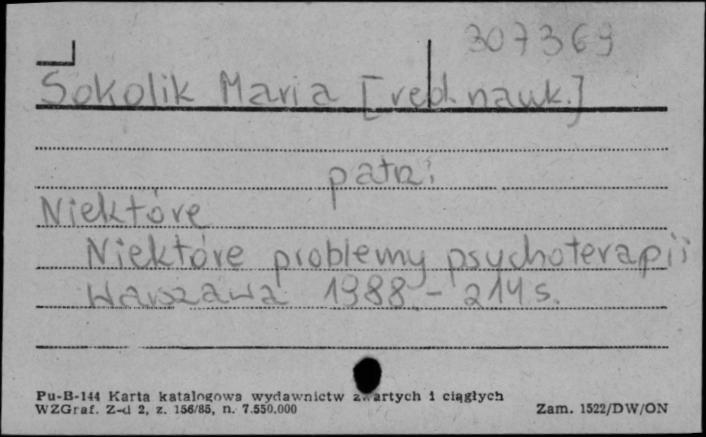 307369
Sokolik Maria [red. nauk.]
patrz:
Niektóre
Niektóre problemy psychoterapii
Warszawa 1988 - 214 s.
Pu-B-144 Karta katalogowa wydawnictw zwartych i ciągłych
WZGraf. Z-d 2, z. 156/85, n. 7.550.000
Zam. 1522/DW/ON